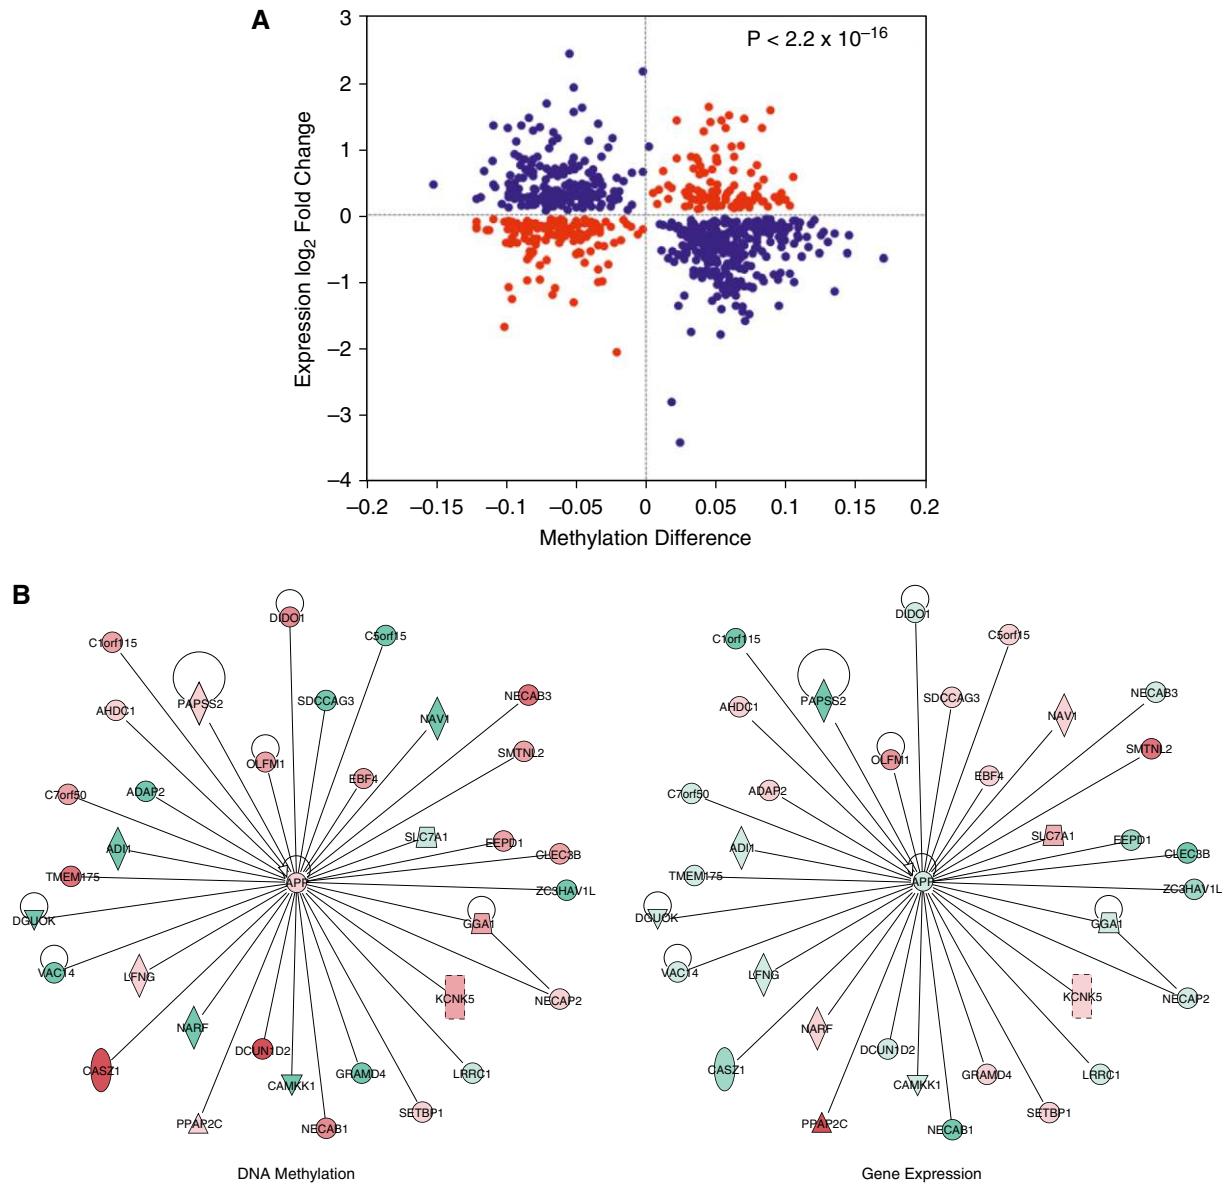 A
P < 2.2 x 10⁻¹⁶
3
2
1
0
–1
–2
–3
–4
Expression log₂ Fold Change
–0.2 –0.15 –0.1 –0.05 0 0.05 0.1 0.15 0.2
Methylation Difference
B
DIDO1
C1orf115
C5orf15
PAPSS2
SDCCAG3
NECAB3
AHDC1
NAV1
OLFM1
SMTNL2
EBF4
C7orf50
ADAP2
ADI1
SLC7A1
EEPD1
CLEC3B
TMEM175
APP
ZC3HAV1L
DGUOK
GGA1
VAC14
LFNG
KCNK5
NECAP2
NARF
DCUN1D2
CASZ1
CAMKK1
GRAMD4
LRRC1
PPAP2C
NECAB1
SETBP1
DNA Methylation
DIDO1
C1orf115
C5orf15
PAPSS2
SDCCAG3
NECAB3
AHDC1
NAV1
OLFM1
SMTNL2
EBF4
C7orf50
ADAP2
ADI1
SLC7A1
EEPD1
CLEC3B
TMEM175
APP
ZC3HAV1L
DGUOK
GGA1
VAC14
LFNG
KCNK5
NECAP2
NARF
DCUN1D2
CASZ1
CAMKK1
GRAMD4
LRRC1
PPAP2C
NECAB1
SETBP1
Gene Expression